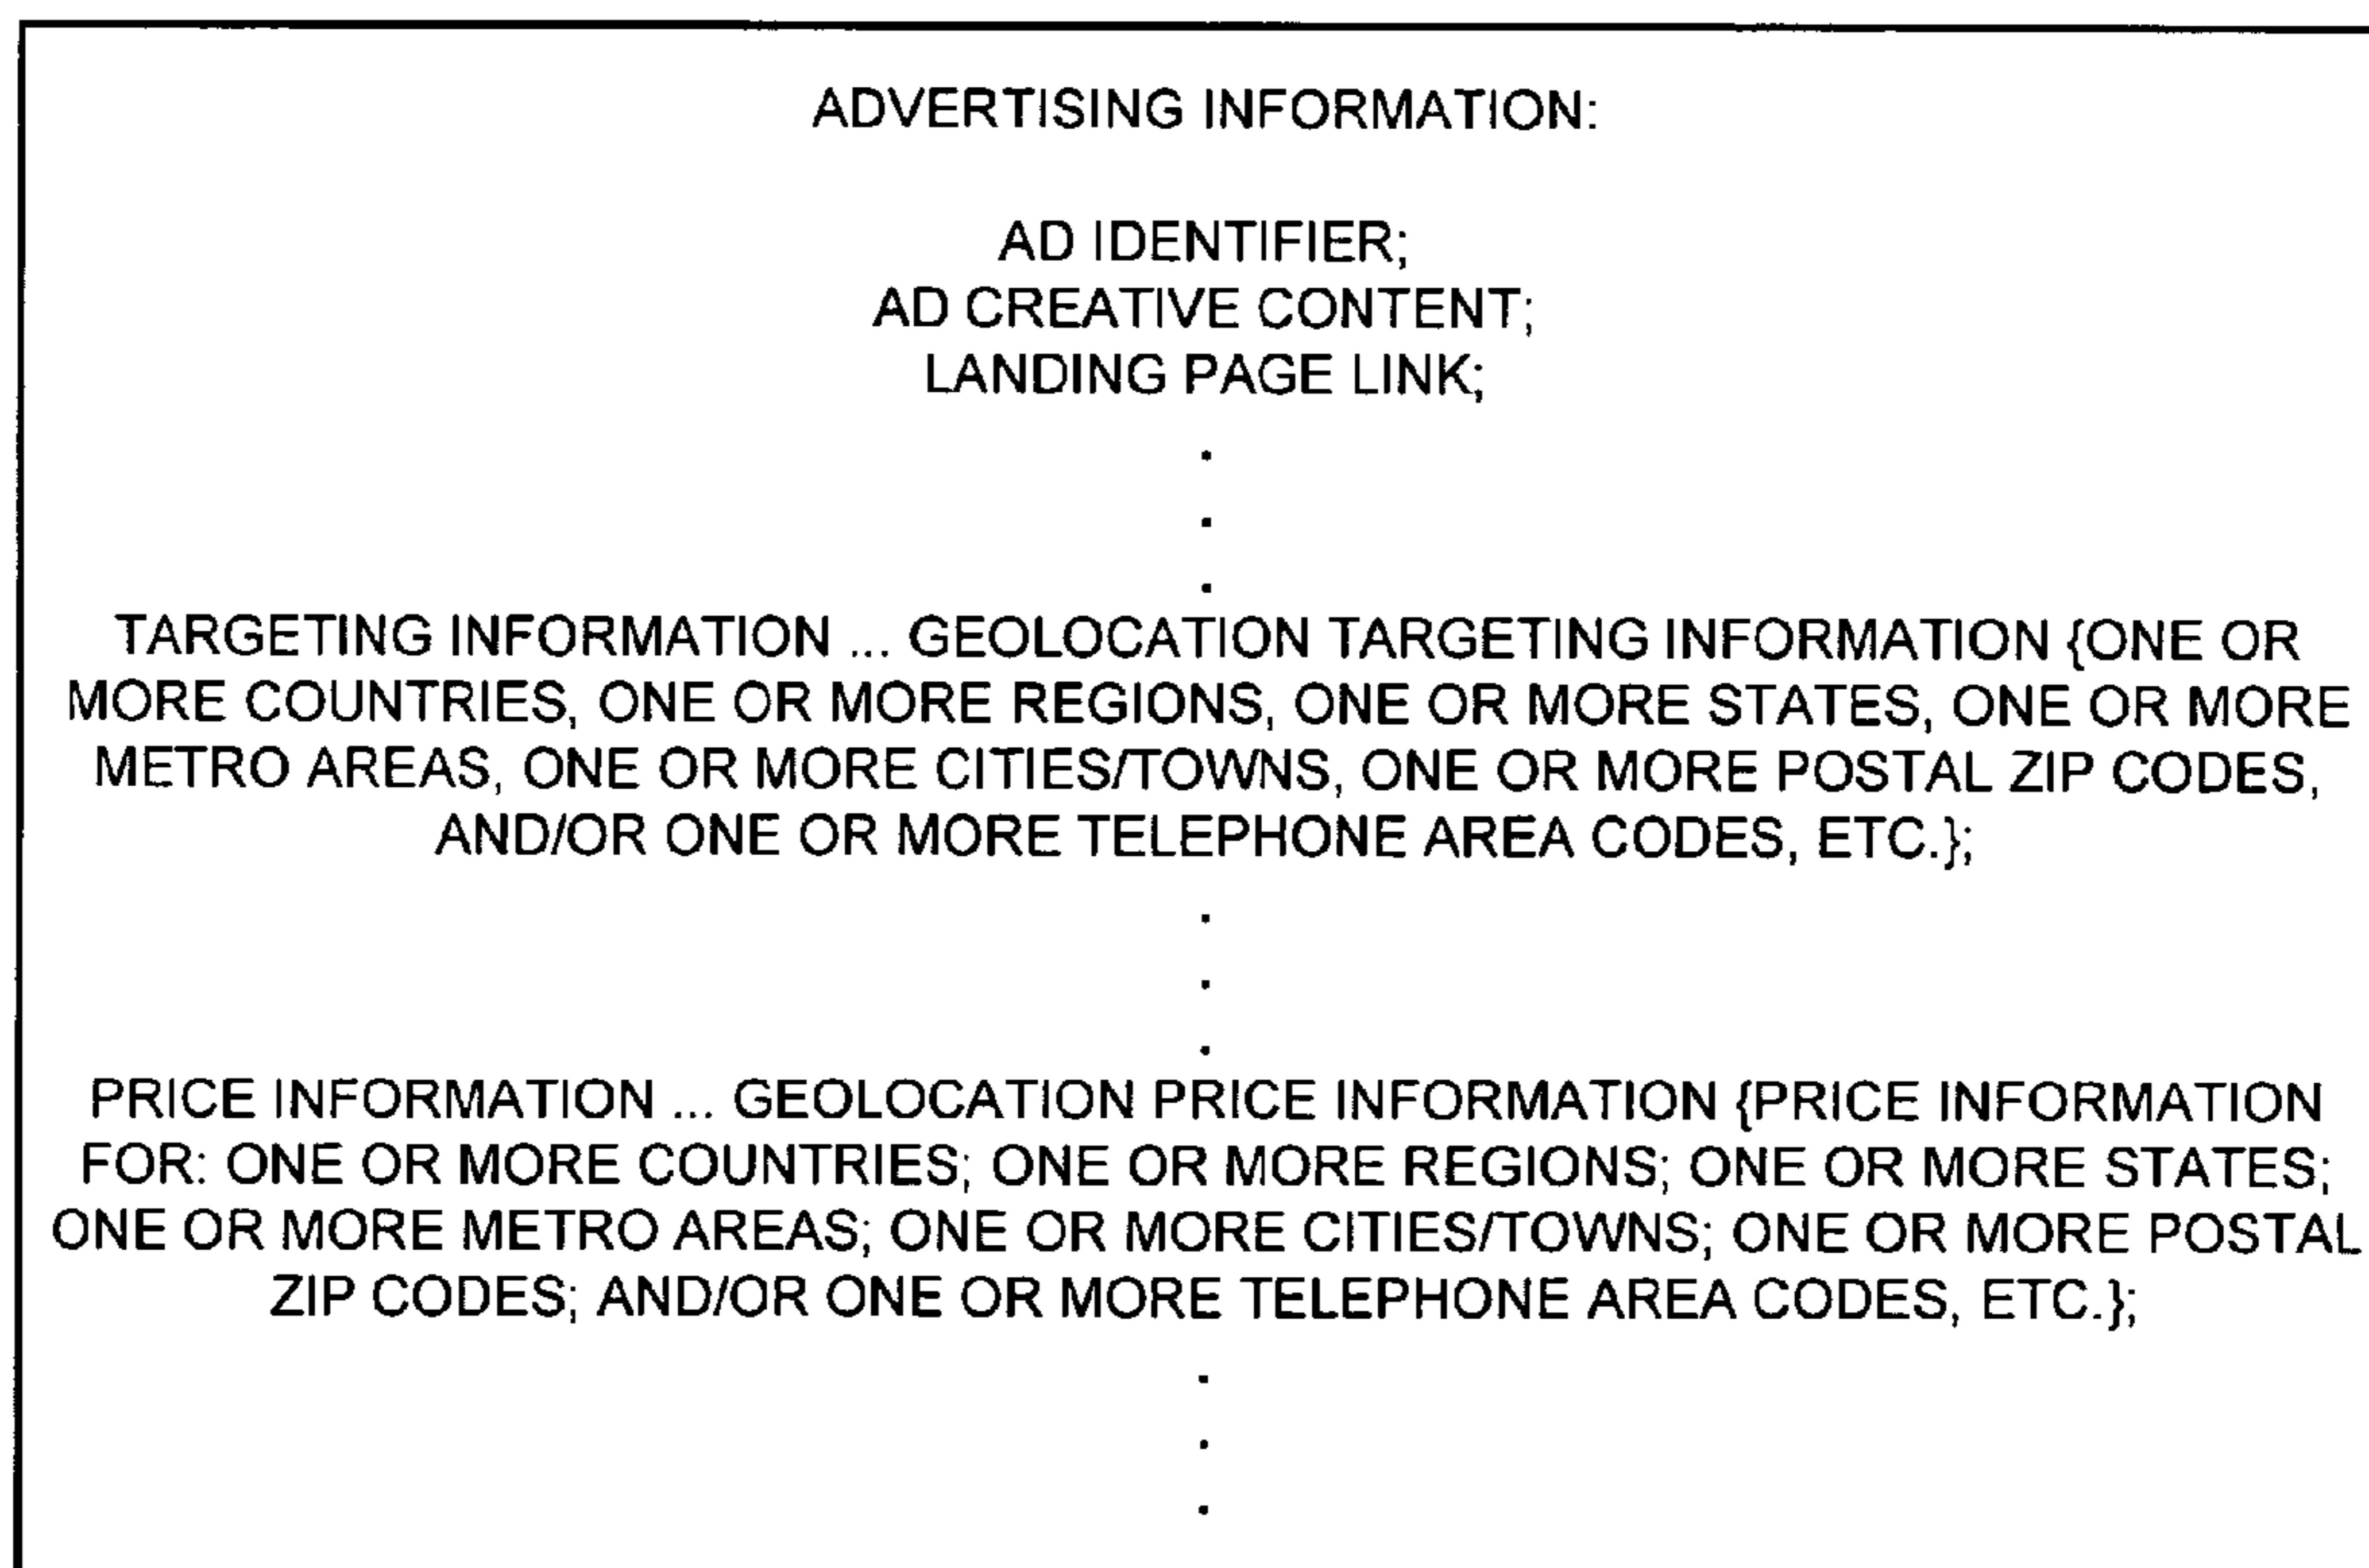 ADVERTISING INFORMATION:
AD IDENTIFIER;
AD CREATIVE CONTENT;
LANDING PAGE LINK;
.
.
.
TARGETING INFORMATION ... GEOLOCATION TARGETING INFORMATION {ONE OR
MORE COUNTRIES, ONE OR MORE REGIONS, ONE OR MORE STATES, ONE OR MORE
METRO AREAS, ONE OR MORE CITIES/TOWNS, ONE OR MORE POSTAL ZIP CODES,
AND/OR ONE OR MORE TELEPHONE AREA CODES, ETC.};
.
.
.
PRICE INFORMATION ... GEOLOCATION PRICE INFORMATION {PRICE INFORMATION
FOR: ONE OR MORE COUNTRIES; ONE OR MORE REGIONS; ONE OR MORE STATES;
ONE OR MORE METRO AREAS; ONE OR MORE CITIES/TOWNS; ONE OR MORE POSTAL
ZIP CODES; AND/OR ONE OR MORE TELEPHONE AREA CODES, ETC.};
.
.
.